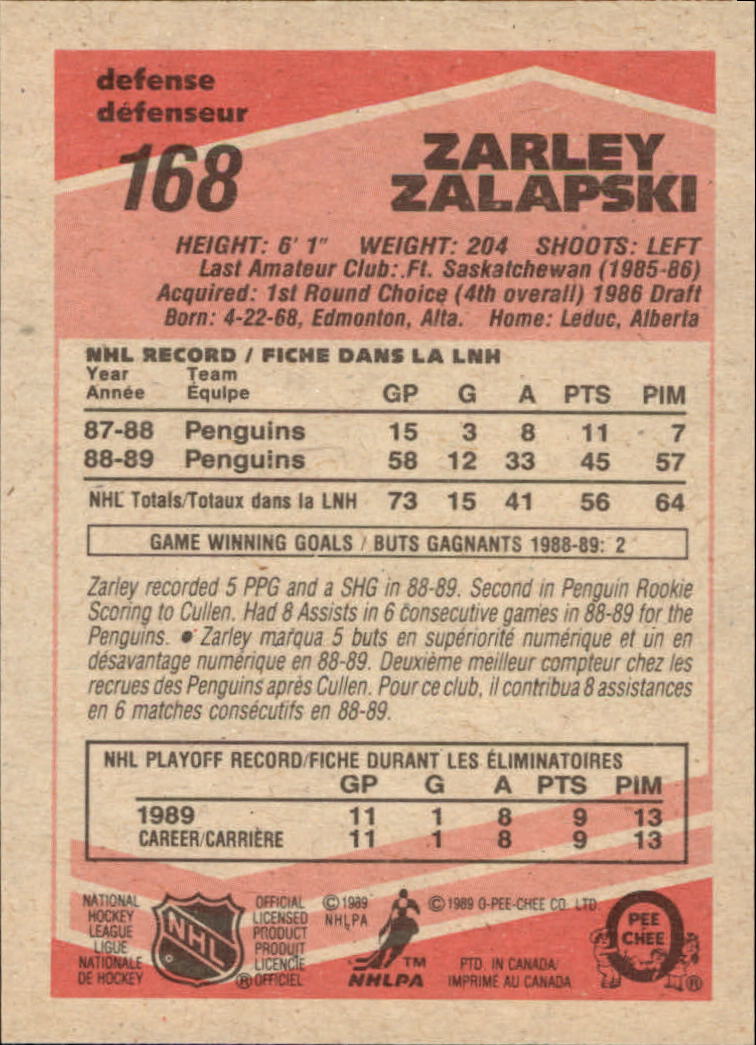 defense
défenseur
168
ZARLEY
ZALAPSKI
HEIGHT: 6' 1" WEIGHT: 204 SHOOTS: LEFT
Last Amateur Club: Ft. Saskatchewan (1985-86)
Acquired: 1st Round Choice (4th overall) 1986 Draft
Born: 4-22-68, Edmonton, Alta. Home: Leduc, Alberta
NHL RECORD / FICHE DANS LA LNH
Year Team
Année Équipe GP G A PTS PIM
87-88 Penguins 15 3 8 11 7
88-89 Penguins 58 12 33 45 57
NHL Totals/Totaux dans la LNH 73 15 41 56 64
GAME WINNING GOALS / BUTS GAGNANTS 1988-89: 2
Zarley recorded 5 PPG and a SHG in 88-89. Second in Penguin Rookie
Scoring to Cullen. Had 8 Assists in 6 consecutive games in 88-89 for the
Penguins. • Zarley marqua 5 buts en supériorité numérique et un en
désavantage numérique en 88-89. Deuxième meilleur compteur chez les
recrues des Penguins après Cullen. Pour ce club, il contribua 8 assistances
en 6 matches consécutifs en 88-89.
NHL PLAYOFF RECORD/FICHE DURANT LES ÉLIMINATOIRES
GP G A PTS PIM
1989 11 1 8 9 13
CAREER/CARRIÈRE 11 1 8 9 13
NATIONAL
HOCKEY
LEAGUE
LIGUE
NATIONALE
DE HOCKEY
NHL
®
OFFICIAL
LICENSED
PRODUCT
PRODUIT
LICENCIÉ
OFFICIEL
© 1989
NHLPA
TM
NHLPA
© 1989 O-PEE-CHEE CO. LTD.
PTD. IN CANADA/
IMPRIMÉ AU CANADA
O
PEE
CHEE
®